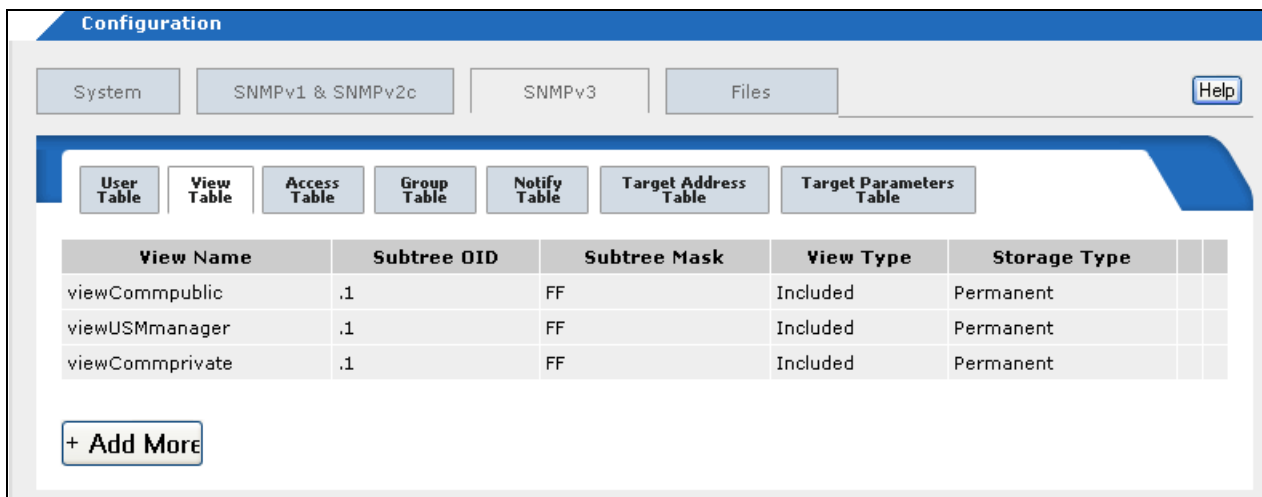 Configuration
System SNMPv1 & SNMPv2c SNMPv3 Files Help
User Table View Table Access Table Group Table Notify Table Target Address Table Target Parameters Table
View Name Subtree OID Subtree Mask View Type Storage Type
viewCommpublic .1 FF Included Permanent
viewUSMmanager .1 FF Included Permanent
viewCommprivate .1 FF Included Permanent
+ Add More